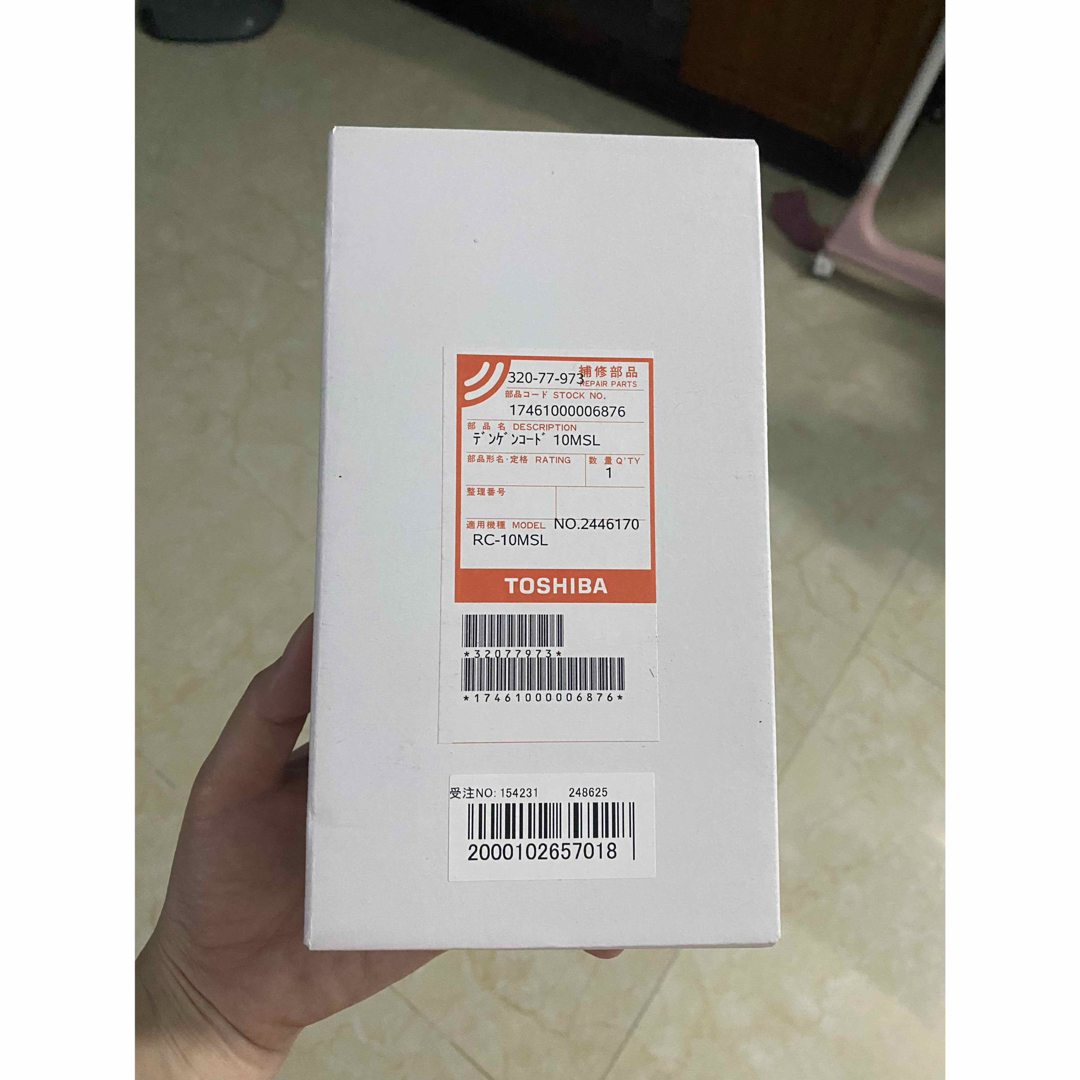 320-77-973
補修部品
REPAIR PARTS
部品コード STOCK NO.
17461000006876
部品名 DESCRIPTION
ﾃﾞﾝｹﾞﾝｺｰﾄﾞ 10MSL
部品形名・定格 RATING
数量 Q'TY
1
整理番号
適用機種 MODEL NO.2446170
RC-10MSL
TOSHIBA
*32077973*
*17461000006876*
受注NO: 154231 248625
2000102657018